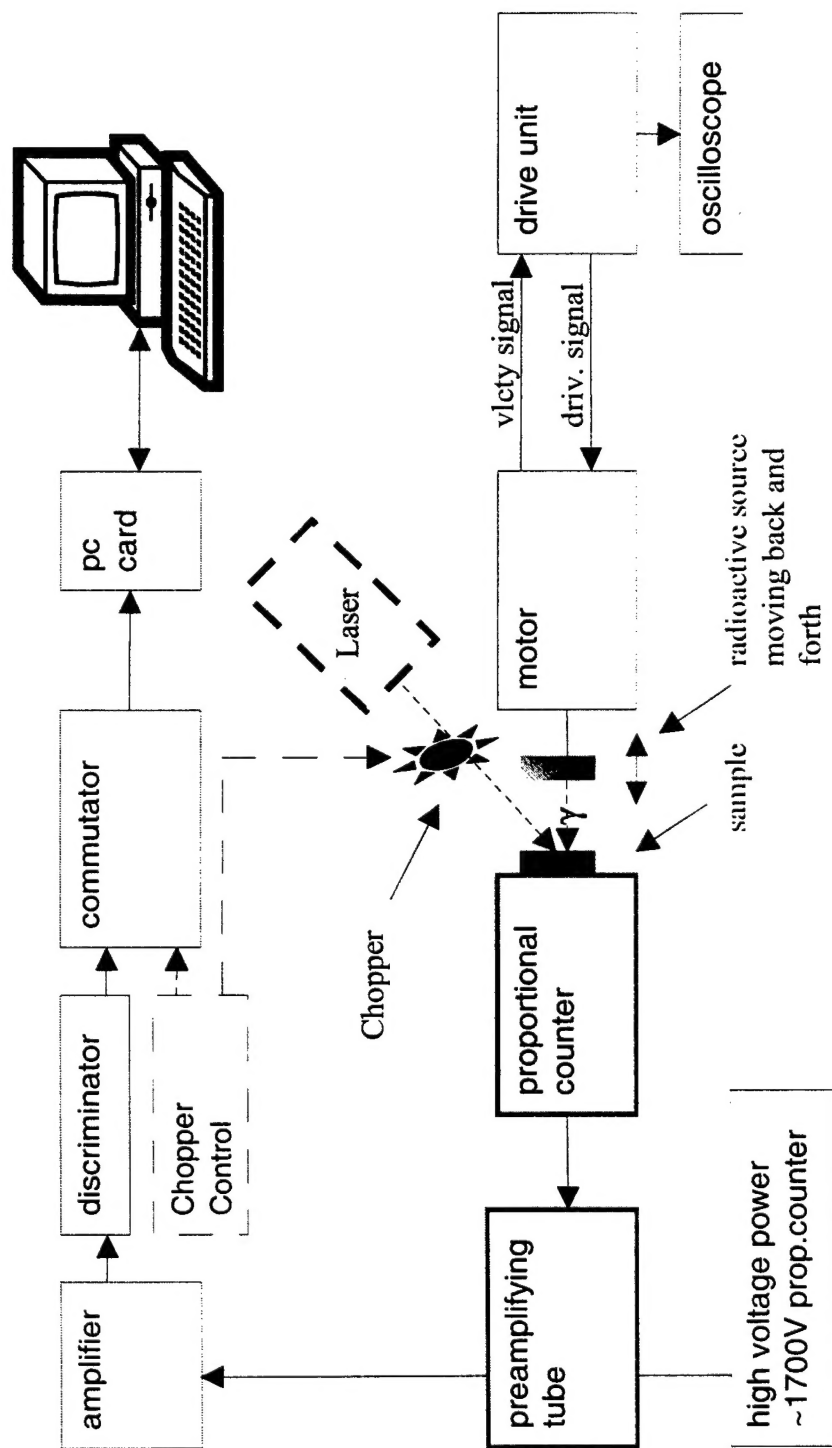 amplifier
discriminator
Chopper
Control
commutator
pc
card
Laser
Chopper
preamplifying
tube
proportional
counter
γ
motor
vlcty signal
driv. signal
drive unit
high voltage power
~1700V prop.counter
sample
radioactive source
moving back and
forth
oscilloscope